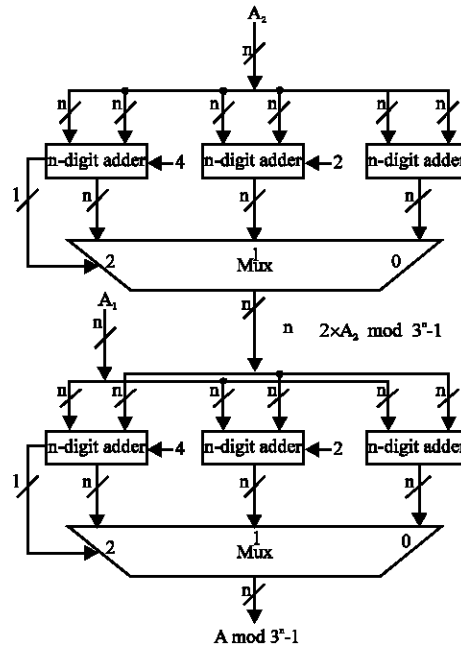 A₂
n
n n n n n n
n-digit adder 4 n-digit adder 2 n-digit adder
1 n n n
2 1 0
Mux
A₁
n n n 2×A₂ mod 3ⁿ-1
n n n n n n
n-digit adder 4 n-digit adder 2 n-digit adder
1 n n n
2 1 0
Mux
n
A mod 3ⁿ-1